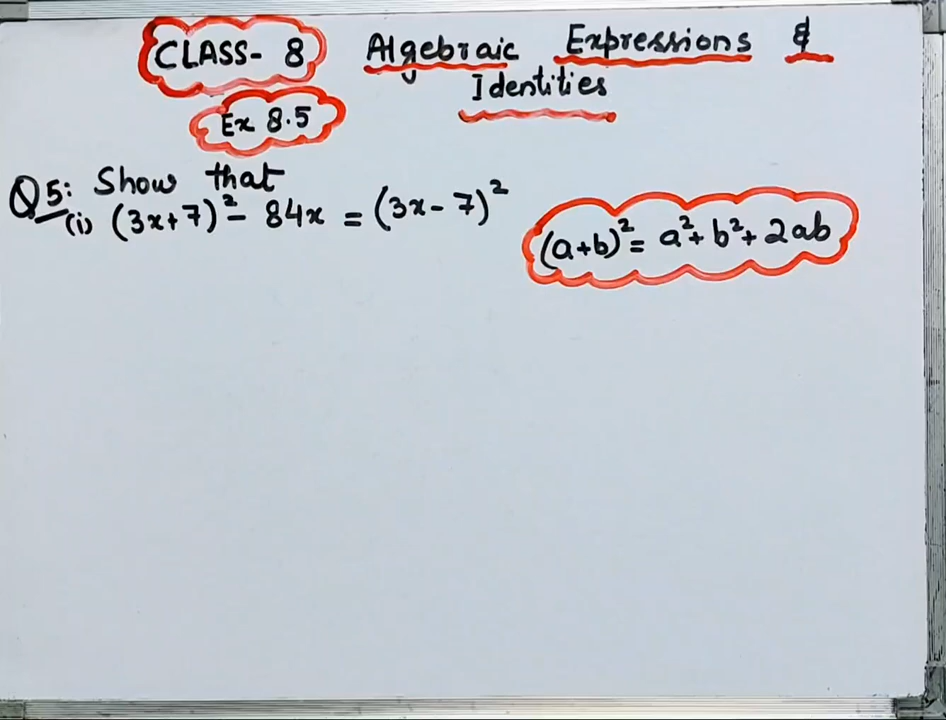 CLASS- 8 Algebraic Expressions &
Identities
Ex 8.5
Q5: Show that
(i) (3x+7)² - 84x = (3x - 7)²
(a+b)² = a² + b² + 2ab